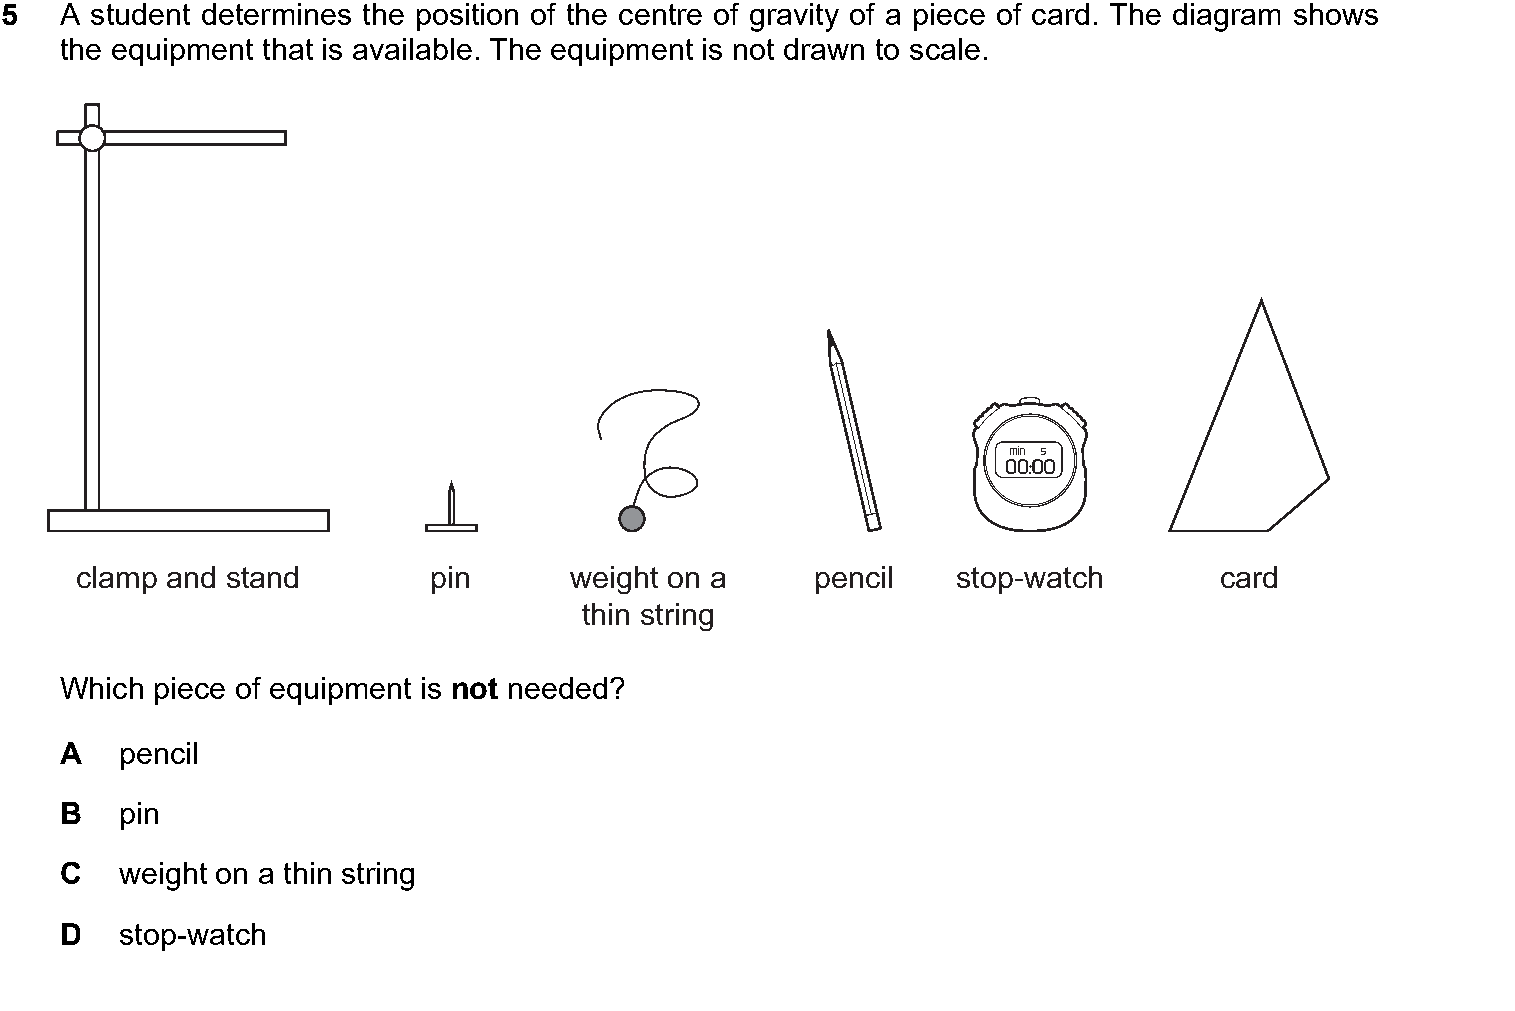 5 A student determines the position of the centre of gravity of a piece of card. The diagram shows
the equipment that is available. The equipment is not drawn to scale.
min s
00:00
clamp and stand
pin
weight on a
thin string
pencil
stop-watch
card
Which piece of equipment is not needed?
A pencil
B pin
C weight on a thin string
D stop-watch